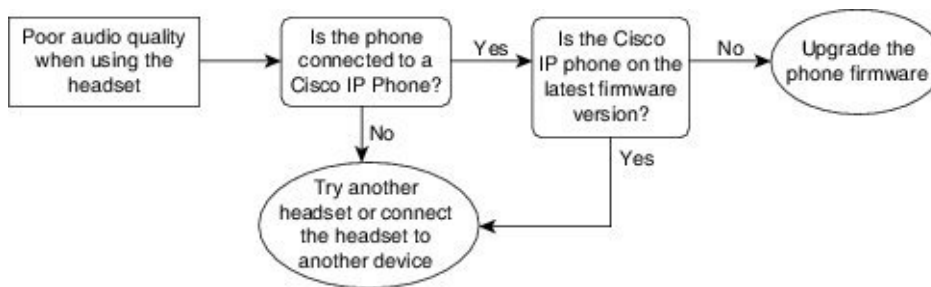 Poor audio quality
when using the
headset
Is the phone
connected to a
Cisco IP Phone?
Yes
Is the Cisco
IP phone on the
latest firmware
version?
No
Upgrade the
phone firmware
No
Yes
Try another
headset or connect
the headset to
another device